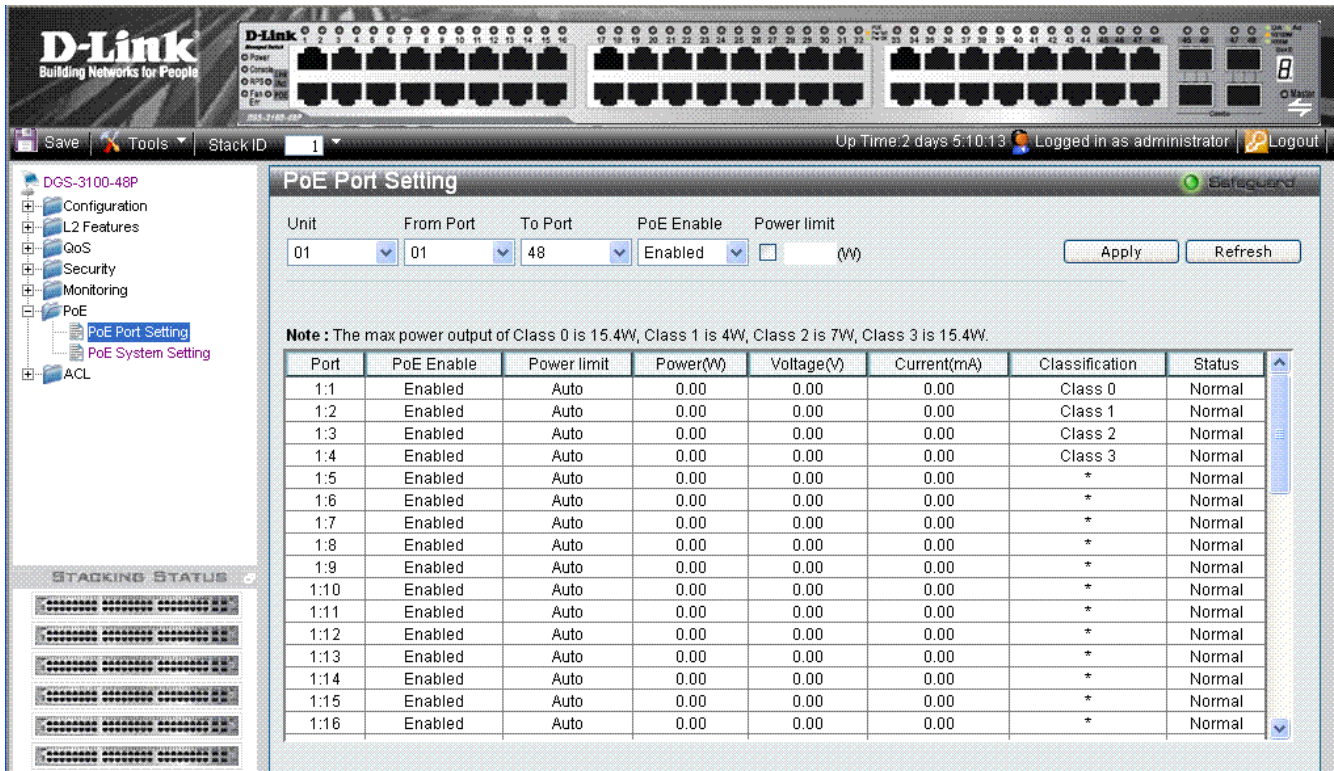 D-Link
Building Networks for People
D-Link
DGS-3100-48P
Save Tools Stack ID 1 Up Time:2 days 5:10:13 Logged in as administrator Logout
DGS-3100-48P
Configuration
L2 Features
QoS
Security
Monitoring
PoE
PoE Port Setting
PoE System Setting
ACL
STACKING STATUS
PoE Port Setting Safeguard
Unit From Port To Port PoE Enable Power limit
01 01 48 Enabled (W) Apply Refresh
Note : The max power output of Class 0 is 15.4W, Class 1 is 4W, Class 2 is 7W, Class 3 is 15.4W.
Port PoE Enable Power limit Power(W) Voltage(V) Current(mA) Classification Status
1:1 Enabled Auto 0.00 0.00 0.00 Class 0 Normal
1:2 Enabled Auto 0.00 0.00 0.00 Class 1 Normal
1:3 Enabled Auto 0.00 0.00 0.00 Class 2 Normal
1:4 Enabled Auto 0.00 0.00 0.00 Class 3 Normal
1:5 Enabled Auto 0.00 0.00 0.00 * Normal
1:6 Enabled Auto 0.00 0.00 0.00 * Normal
1:7 Enabled Auto 0.00 0.00 0.00 * Normal
1:8 Enabled Auto 0.00 0.00 0.00 * Normal
1:9 Enabled Auto 0.00 0.00 0.00 * Normal
1:10 Enabled Auto 0.00 0.00 0.00 * Normal
1:11 Enabled Auto 0.00 0.00 0.00 * Normal
1:12 Enabled Auto 0.00 0.00 0.00 * Normal
1:13 Enabled Auto 0.00 0.00 0.00 * Normal
1:14 Enabled Auto 0.00 0.00 0.00 * Normal
1:15 Enabled Auto 0.00 0.00 0.00 * Normal
1:16 Enabled Auto 0.00 0.00 0.00 * Normal